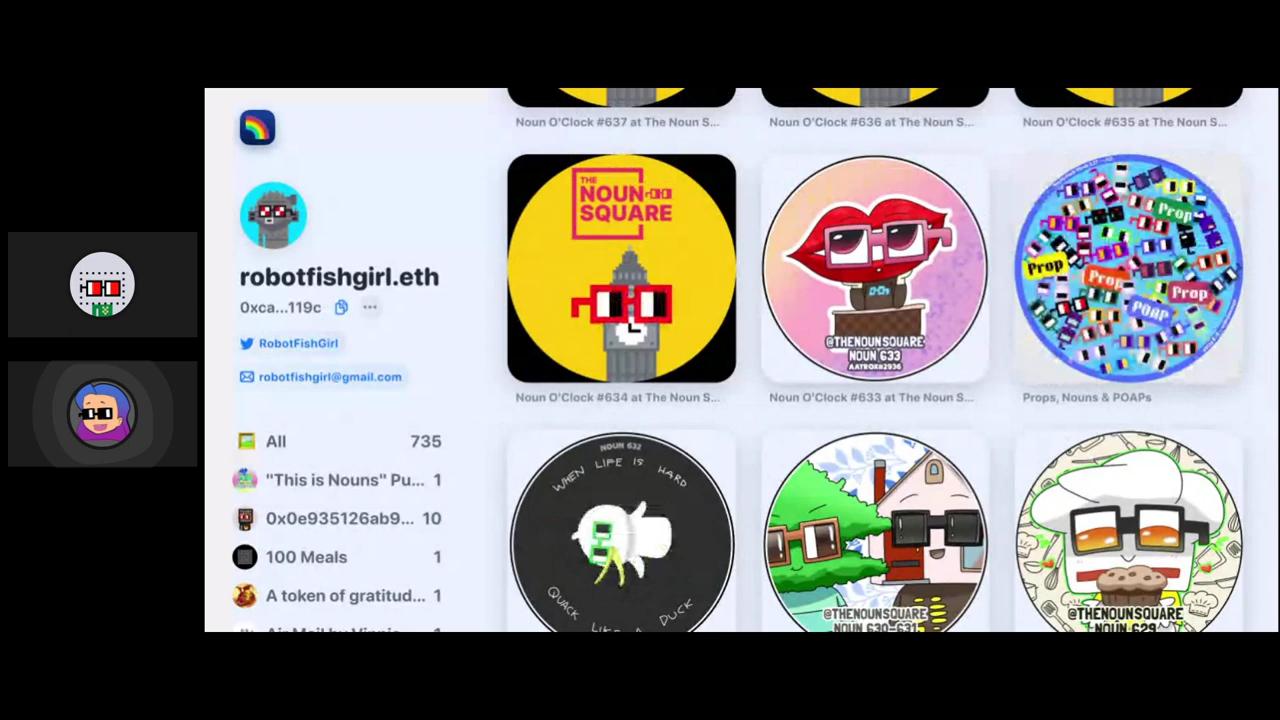 robotfishgirl.eth
0xca...119c
RobotFishGirl
robotfishgirl@gmail.com
All 735
"This is Nouns" Pu... 1
0x0e935126ab9... 10
100 Meals 1
A token of gratitud... 1
Noun O'Clock #637 at The Noun S...
Noun O'Clock #636 at The Noun S...
Noun O'Clock #635 at The Noun S...
THE
NOUN
SQUARE
@THENOUNSQUARE
NOUN 633
AATROX#2936
Prop
Prop
Prop
Prop
POAP
Noun O'Clock #634 at The Noun S...
Noun O'Clock #633 at The Noun S...
Props, Nouns & POAPs
NOUN 632
WHEN LIFE IS HARD
QUACK LIKE A DUCK
@THENOUNSQUARE
NOUN 630-631
@THENOUNSQUARE
NOUN 629